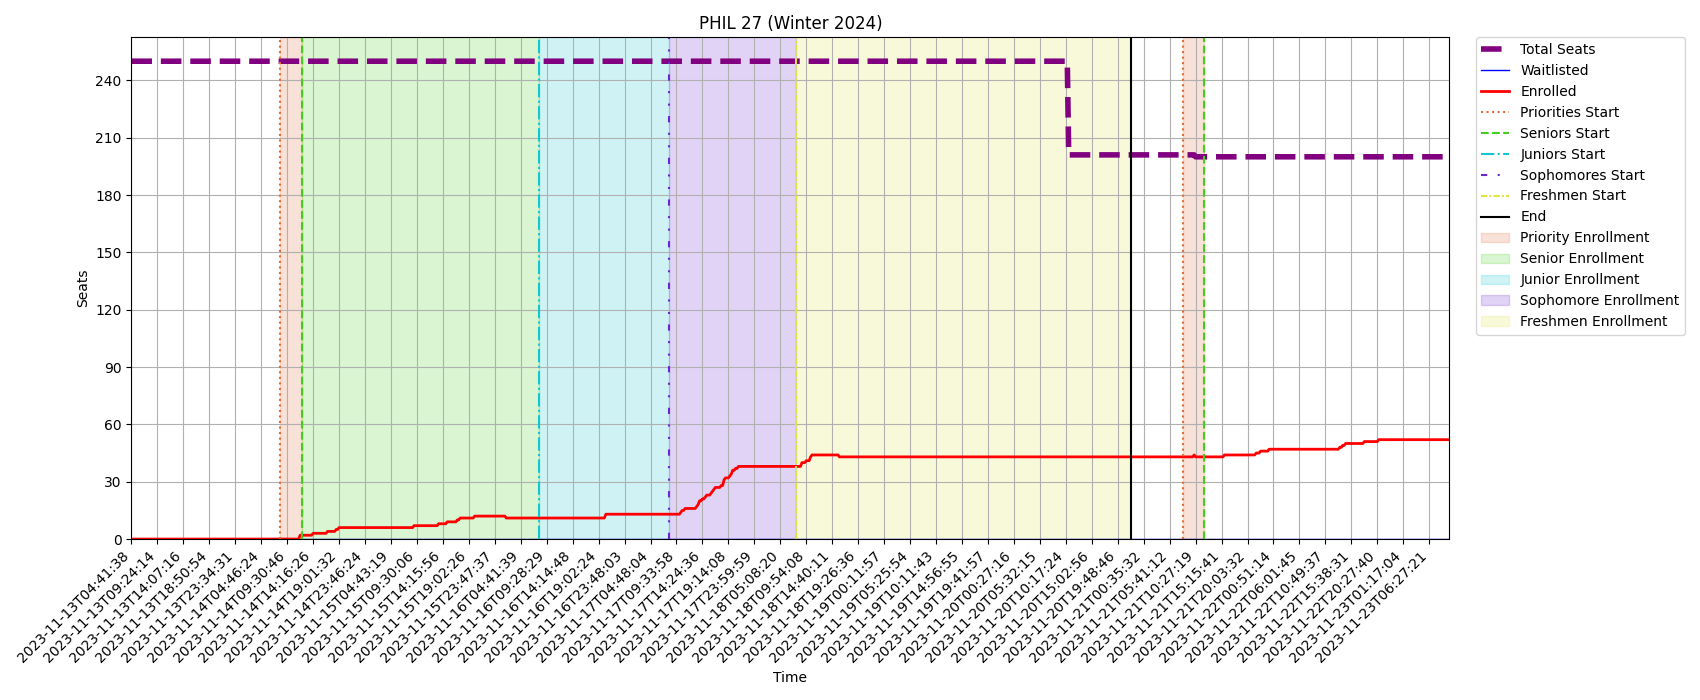 PHIL 27 (Winter 2024)
Seats
240
210
180
150
120
90
60
30
0
2023-11-13T04:41:38
2023-11-13T09:24:14
2023-11-13T14:07:16
2023-11-13T18:50:54
2023-11-13T23:34:31
2023-11-14T04:46:24
2023-11-14T09:30:46
2023-11-14T14:16:26
2023-11-14T19:01:32
2023-11-14T23:46:24
2023-11-15T04:43:19
2023-11-15T09:30:06
2023-11-15T14:15:56
2023-11-15T19:02:26
2023-11-15T23:47:37
2023-11-16T04:41:39
2023-11-16T09:28:29
2023-11-16T14:14:48
2023-11-16T19:02:24
2023-11-16T23:48:03
2023-11-17T04:48:04
2023-11-17T09:33:58
2023-11-17T14:24:36
2023-11-17T19:14:08
2023-11-17T23:59:59
2023-11-18T05:08:20
2023-11-18T09:54:08
2023-11-18T14:40:11
2023-11-18T19:26:36
2023-11-19T00:11:57
2023-11-19T05:25:54
2023-11-19T10:11:43
2023-11-19T14:56:55
2023-11-19T19:41:57
2023-11-20T00:27:16
2023-11-20T05:32:15
2023-11-20T10:17:24
2023-11-20T15:02:56
2023-11-20T19:48:46
2023-11-21T00:35:32
2023-11-21T05:41:12
2023-11-21T10:27:19
2023-11-21T15:15:41
2023-11-21T20:03:32
2023-11-22T00:51:14
2023-11-22T06:01:45
2023-11-22T10:49:37
2023-11-22T15:38:31
2023-11-22T20:27:40
2023-11-23T01:17:04
2023-11-23T06:27:21
Time
Total Seats
Waitlisted
Enrolled
Priorities Start
Seniors Start
Juniors Start
Sophomores Start
Freshmen Start
End
Priority Enrollment
Senior Enrollment
Junior Enrollment
Sophomore Enrollment
Freshmen Enrollment